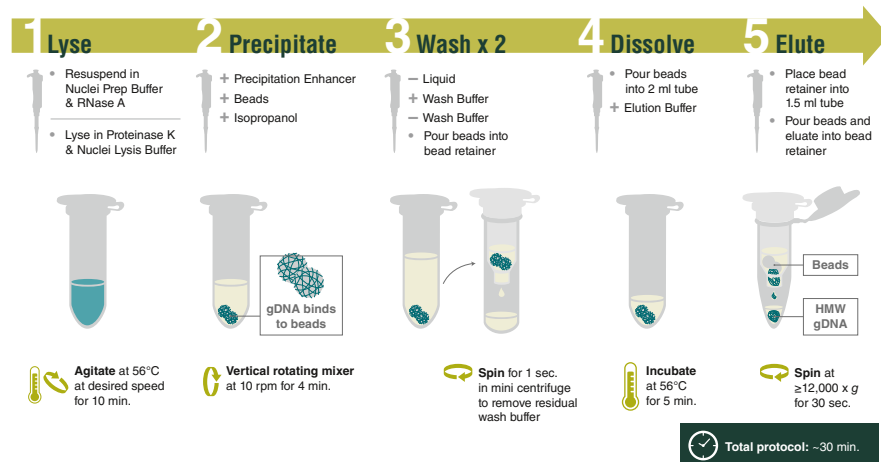 1 Lyse
• Resuspend in
Nuclei Prep Buffer
& RNase A
• Lyse in Proteinase K
& Nuclei Lysis Buffer
Agitate at 56°C
at desired speed
for 10 min.
2 Precipitate
+ Precipitation Enhancer
+ Beads
+ Isopropanol
gDNA binds
to beads
Vertical rotating mixer
at 10 rpm for 4 min.
3 Wash x 2
– Liquid
+ Wash Buffer
– Wash Buffer
• Pour beads into
bead retainer
Spin for 1 sec.
in mini centrifuge
to remove residual
wash buffer
4 Dissolve
• Pour beads
into 2 ml tube
+ Elution Buffer
Incubate
at 56°C
for 5 min.
5 Elute
• Place bead
retainer into
1.5 ml tube
• Pour beads and
eluate into bead
retainer
Beads
HMW
gDNA
Spin at
≥12,000 x g
for 30 sec.
Total protocol: ~30 min.